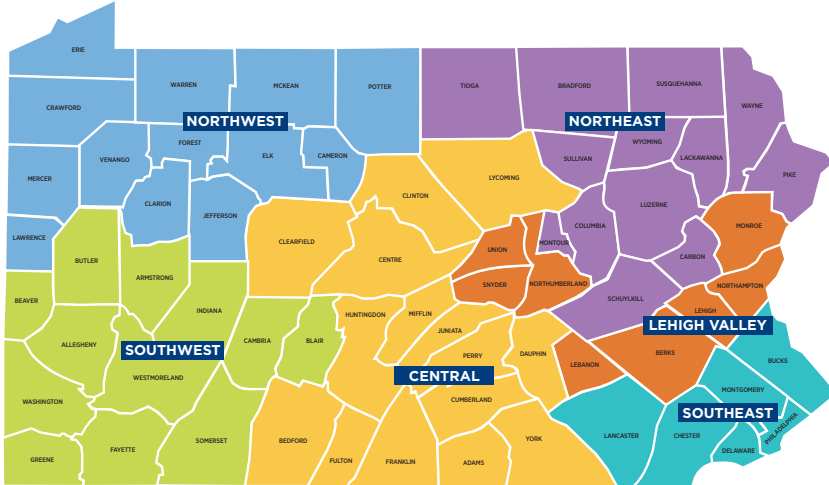 ERIE
WARREN
MCKEAN
POTTER
TIOGA
BRADFORD
SUSQUEHANNA
WAYNE
CRAWFORD
NORTHWEST
NORTHEAST
FOREST
WYOMING
VENANGO
ELK
CAMERON
SULLIVAN
LACKAWANNA
MERCER
LYCOMING
PIKE
CLINTON
CLARION
JEFFERSON
LUZERNE
COLUMBIA
MONROE
LAWRENCE
CLEARFIELD
MONTOUR
UNION
BUTLER
CENTRE
CARBON
ARMSTRONG
SNYDER
NORTHUMBERLAND
NORTHAMPTON
BEAVER
SCHUYLKILL
INDIANA
HUNTINGDON
MIFFLIN
LEHIGH
LEHIGH VALLEY
JUNIATA
CAMBRIA
BLAIR
ALLEGHENY
SOUTHWEST
PERRY
DAUPHIN
BERKS
BUCKS
LEBANON
WESTMORELAND
CENTRAL
MONTGOMERY
WASHINGTON
CUMBERLAND
SOUTHEAST
PHILADELPHIA
SOMERSET
BEDFORD
YORK
LANCASTER
CHESTER
FAYETTE
DELAWARE
GREENE
FULTON
FRANKLIN
ADAMS